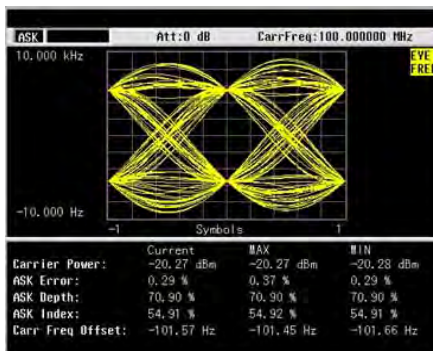 ASK Att:0 dB CarrFreq:100.000000 MHz
10.000 kHz EYE
FREQ
-10.000 Hz
-1 Symbols 1
Current MAX MIN
Carrier Power: -20.27 dBm -20.27 dBm -20.28 dBm
ASK Error: 0.29 % 0.37 % 0.29 %
ASK Depth: 70.90 % 70.90 % 70.90 %
ASK Index: 54.91 % 54.92 % 54.91 %
Carr Freq Offset: -101.57 Hz -101.45 Hz -101.66 Hz